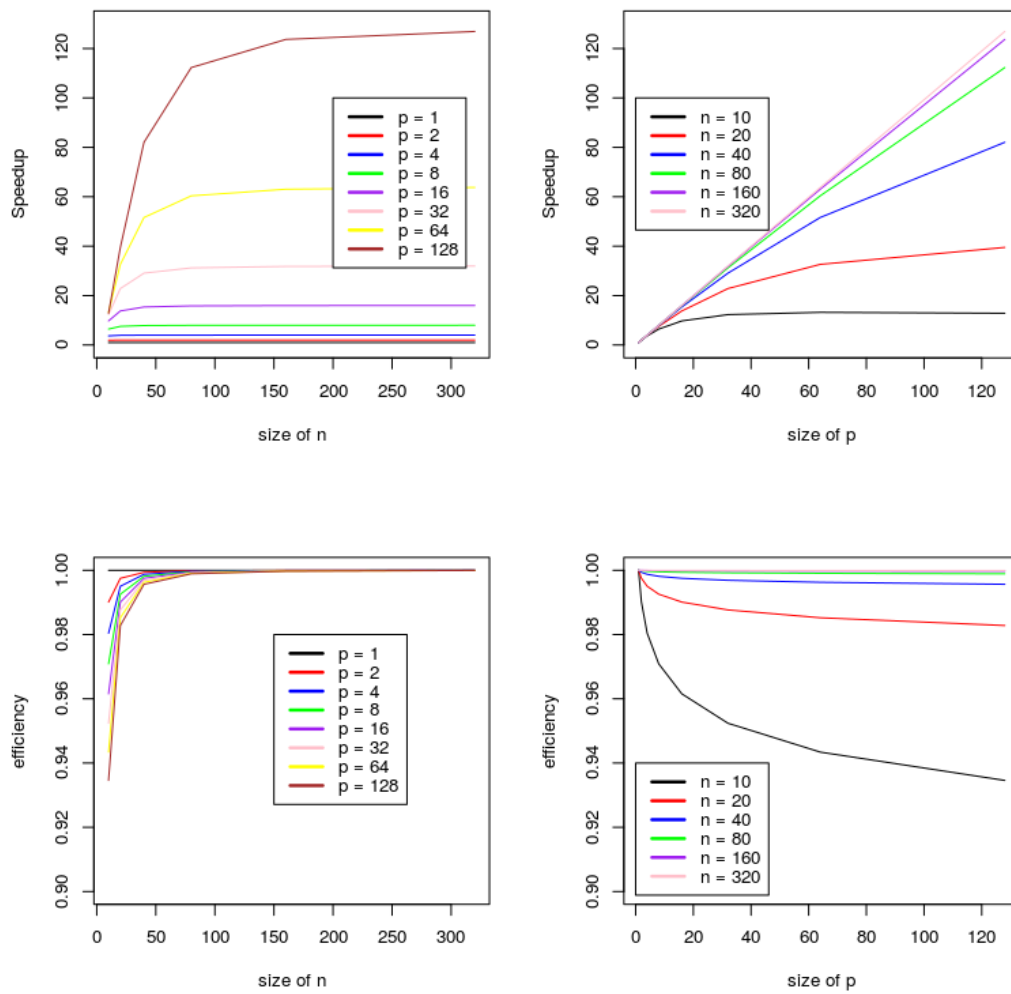 Speedup
0 20 40 60 80 100 120
0 50 100 150 200 250 300
size of n
p = 1
p = 2
p = 4
p = 8
p = 16
p = 32
p = 64
p = 128
Speedup
0 20 40 60 80 100 120
0 20 40 60 80 100 120
size of p
n = 10
n = 20
n = 40
n = 80
n = 160
n = 320
efficiency
0.90 0.92 0.94 0.96 0.98 1.00
0 50 100 150 200 250 300
size of n
p = 1
p = 2
p = 4
p = 8
p = 16
p = 32
p = 64
p = 128
efficiency
0.90 0.92 0.94 0.96 0.98 1.00
0 20 40 60 80 100 120
size of p
n = 10
n = 20
n = 40
n = 80
n = 160
n = 320